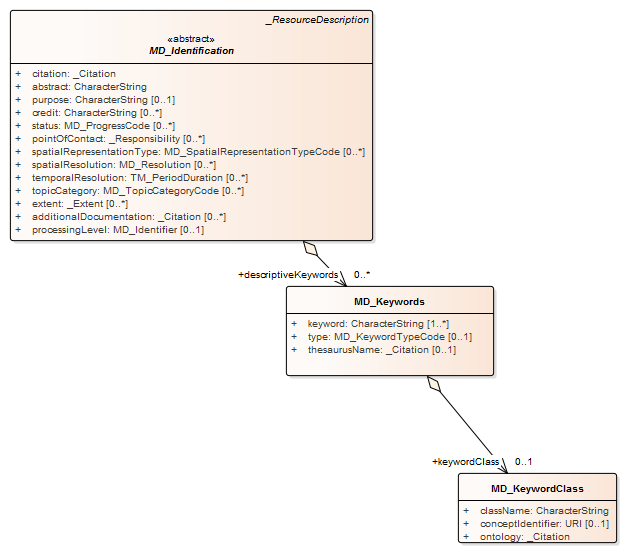 _ResourceDescription
«abstract»
MD_Identification
+ citation: _Citation
+ abstract: CharacterString
+ purpose: CharacterString [0..1]
+ credit: CharacterString [0..*]
+ status: MD_ProgressCode [0..*]
+ pointOfContact: _Responsibility [0..*]
+ spatialRepresentationType: MD_SpatialRepresentationTypeCode [0..*]
+ spatialResolution: MD_Resolution [0..*]
+ temporalResolution: TM_PeriodDuration [0..*]
+ topicCategory: MD_TopicCategoryCode [0..*]
+ extent: _Extent [0..*]
+ additionalDocumentation: _Citation [0..*]
+ processingLevel: MD_Identifier [0..1]
+descriptiveKeywords 0..*
MD_Keywords
+ keyword: CharacterString [1..*]
+ type: MD_KeywordTypeCode [0..1]
+ thesaurusName: _Citation [0..1]
+keywordClass 0..1
MD_KeywordClass
+ className: CharacterString
+ conceptIdentifier: URI [0..1]
+ ontology: _Citation